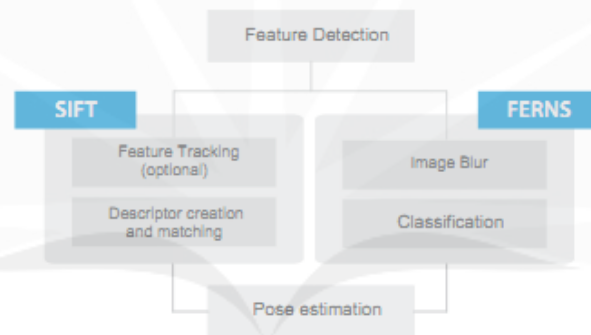 Feature Detection
SIFT
FERNS
Feature Tracking
(optional)
Image Blur
Descriptor creation
and matching
Classification
Pose estimation